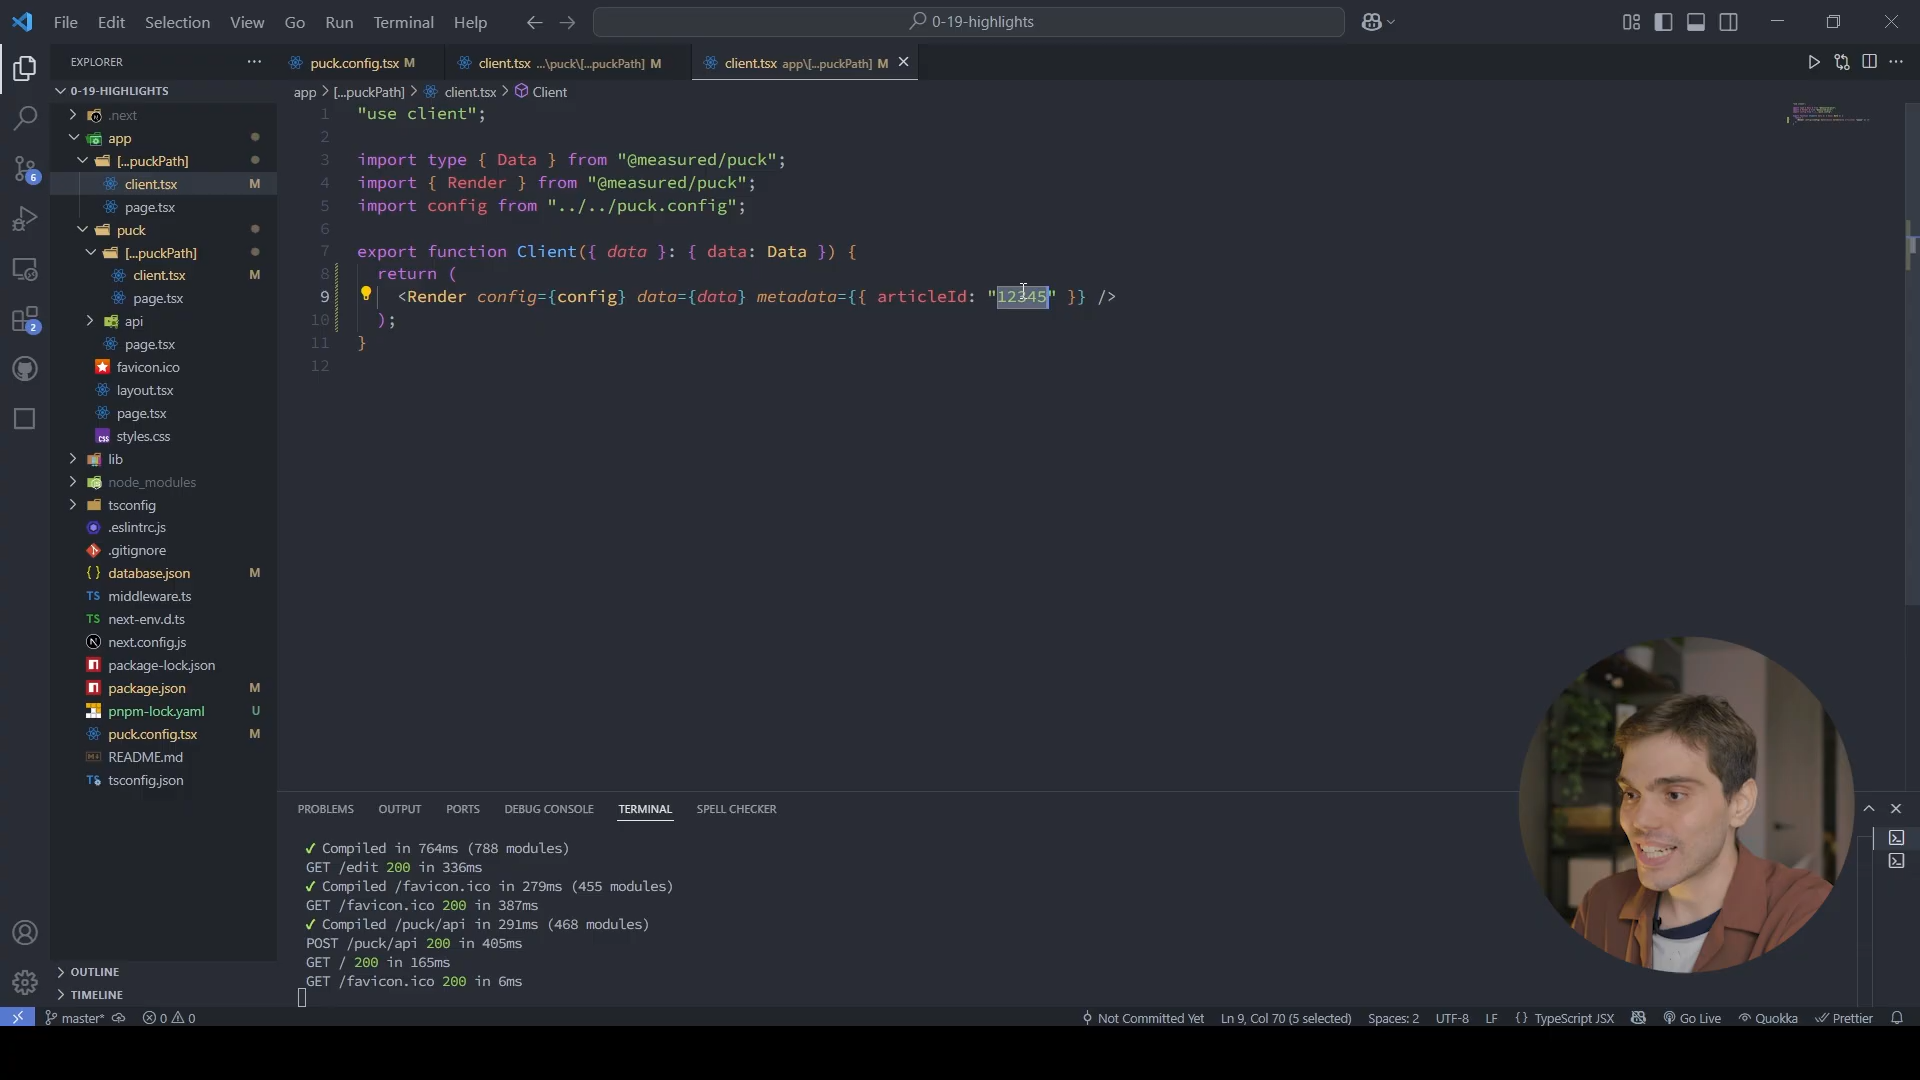 File Edit Selection View Go Run Terminal Help
0-19-highlights
EXPLORER
0-19-HIGHLIGHTS
.next
app
[...puckPath]
client.tsx M
page.tsx
puck
[...puckPath]
client.tsx M
page.tsx
api
page.tsx
favicon.ico
layout.tsx
page.tsx
styles.css
lib
node_modules
tsconfig
.eslintrc.js
.gitignore
database.json M
middleware.ts
next-env.d.ts
next.config.js
package-lock.json
package.json M
pnpm-lock.yaml U
puck.config.tsx M
README.md
tsconfig.json
OUTLINE
TIMELINE
puck.config.tsx M
client.tsx ...\puck\[...puckPath] M
client.tsx app\[...puckPath] M
app > [...puckPath] > client.tsx > Client
1 "use client";
2
3 import type { Data } from "@measured/puck";
4 import { Render } from "@measured/puck";
5 import config from "../../puck.config";
6
7 export function Client({ data }: { data: Data }) {
8 return (
9 <Render config={config} data={data} metadata={{ articleId: "12345" }} />
10 );
11 }
12
PROBLEMS OUTPUT PORTS DEBUG CONSOLE TERMINAL SPELL CHECKER
✓ Compiled in 764ms (788 modules)
GET /edit 200 in 336ms
✓ Compiled /favicon.ico in 279ms (455 modules)
GET /favicon.ico 200 in 387ms
✓ Compiled /puck/api in 291ms (468 modules)
POST /puck/api 200 in 405ms
GET / 200 in 165ms
GET /favicon.ico 200 in 6ms
master* 0 0 Not Committed Yet Ln 9, Col 70 (5 selected) Spaces: 2 UTF-8 LF {} TypeScript JSX Go Live Quokka Prettier